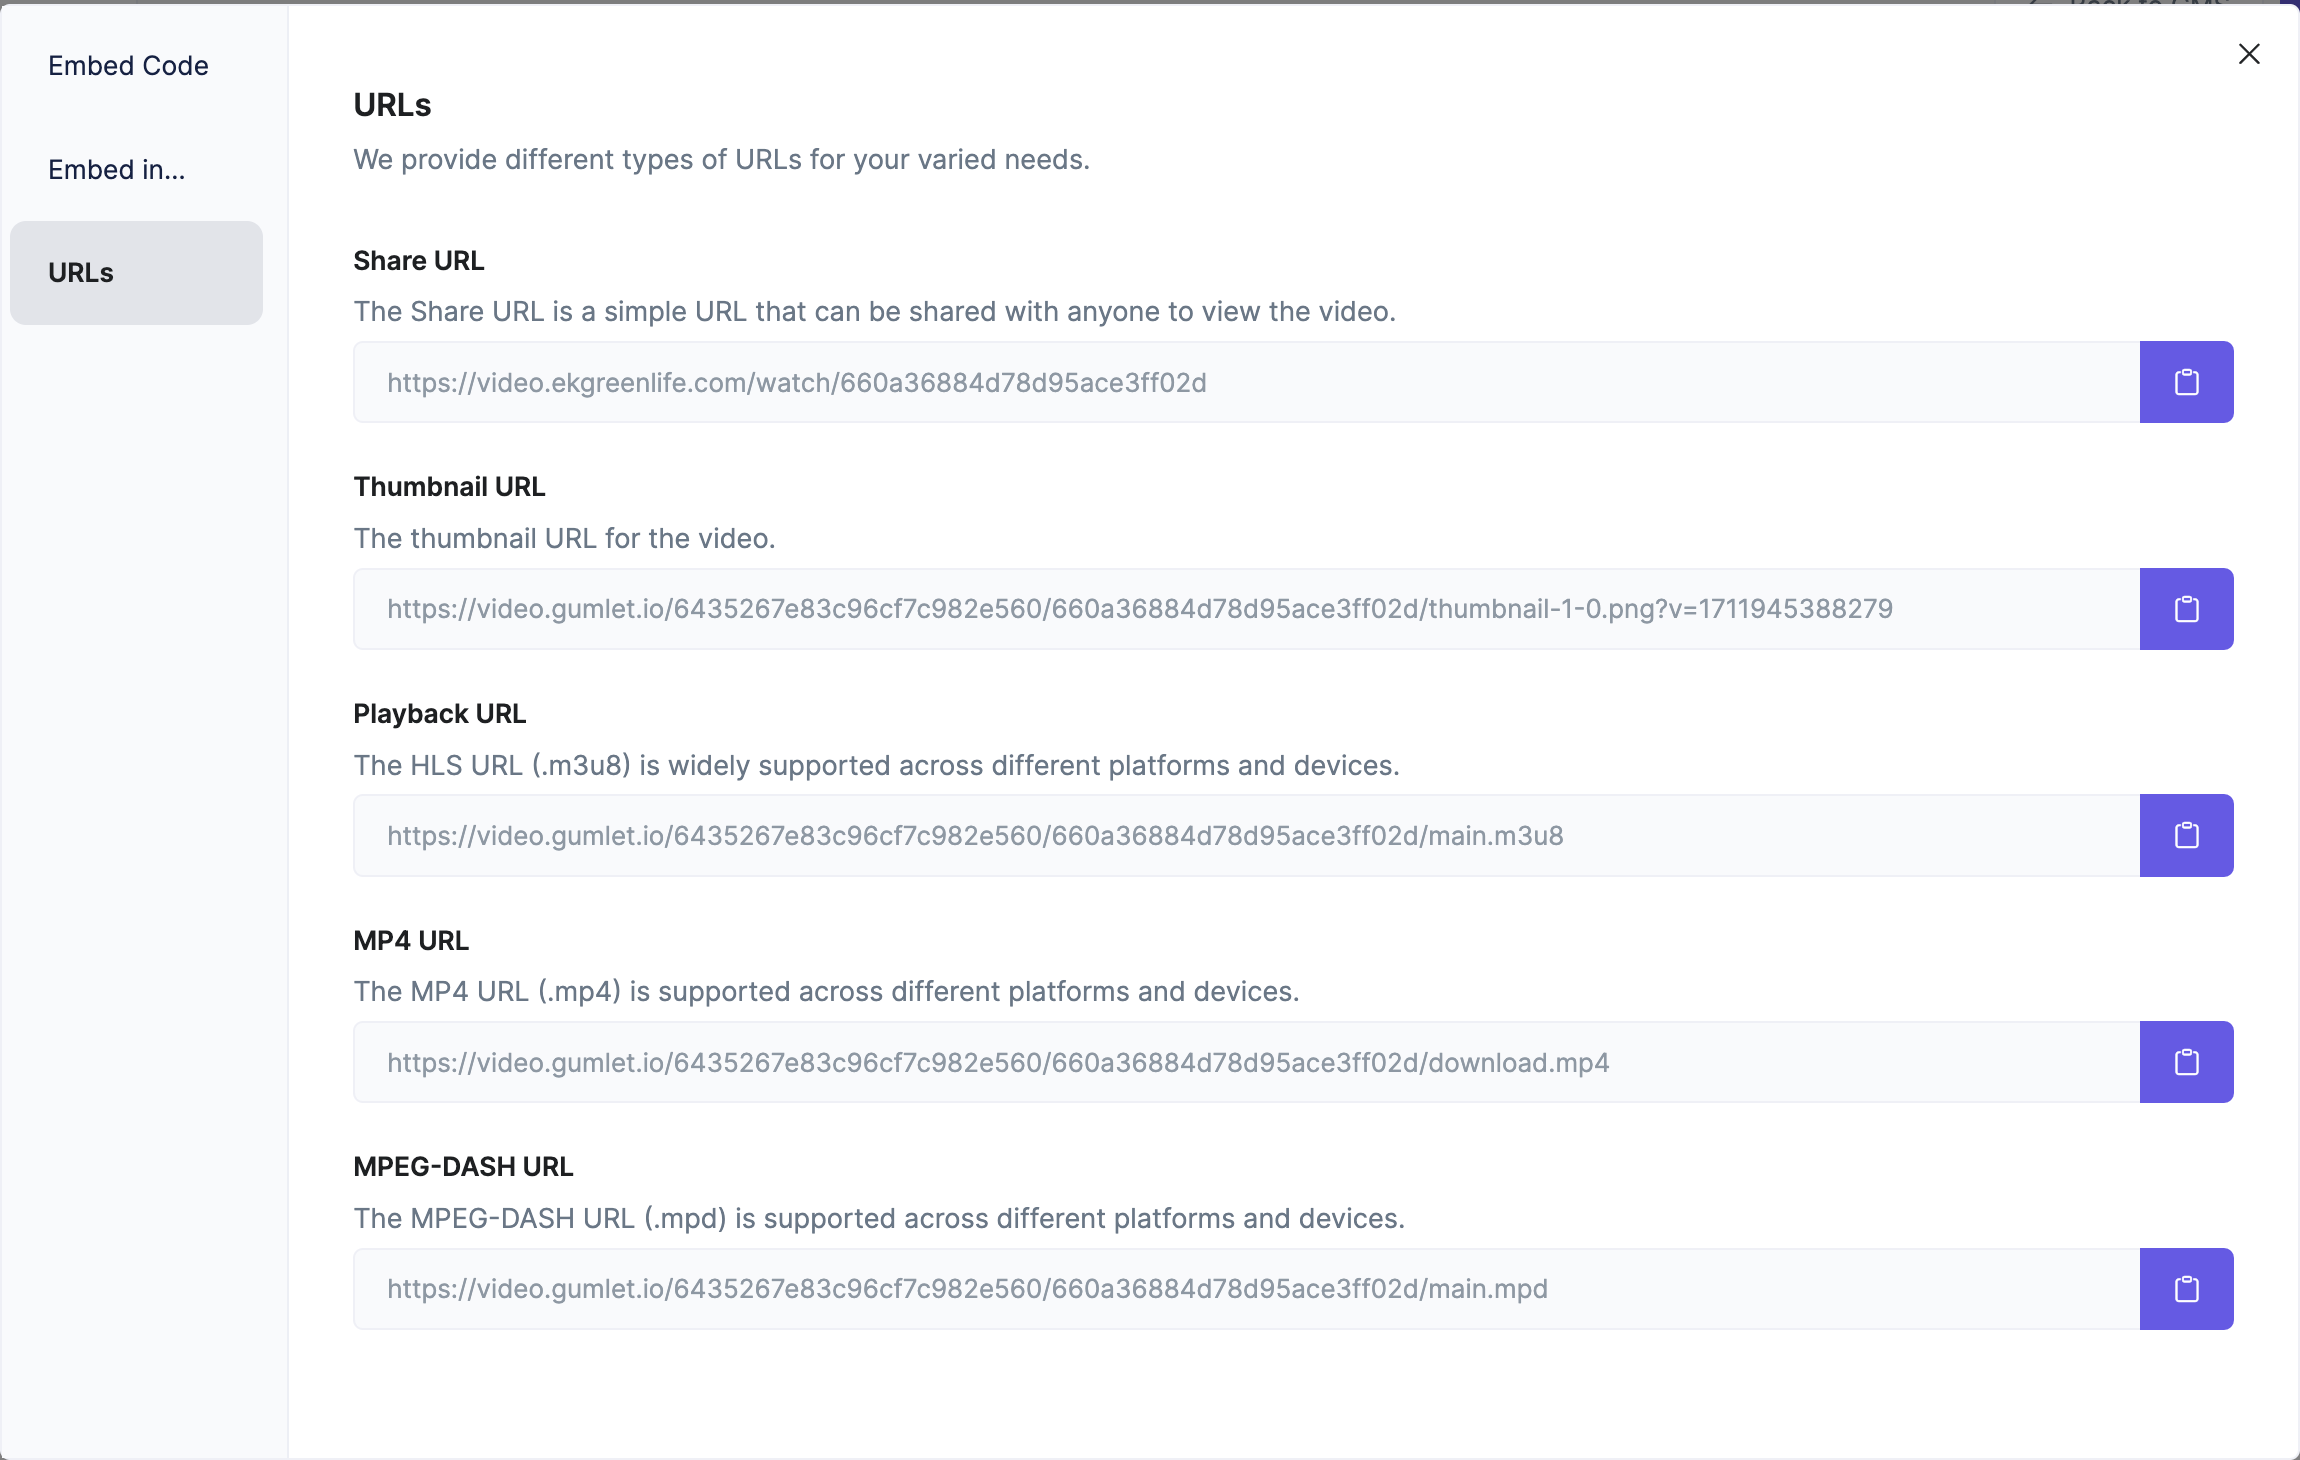 Embed Code
Embed in...
URLs
URLs
We provide different types of URLs for your varied needs.
Share URL
The Share URL is a simple URL that can be shared with anyone to view the video.
https://video.ekgreenlife.com/watch/660a36884d78d95ace3ff02d
Thumbnail URL
The thumbnail URL for the video.
https://video.gumlet.io/6435267e83c96cf7c982e560/660a36884d78d95ace3ff02d/thumbnail-1-0.png?v=1711945388279
Playback URL
The HLS URL (.m3u8) is widely supported across different platforms and devices.
https://video.gumlet.io/6435267e83c96cf7c982e560/660a36884d78d95ace3ff02d/main.m3u8
MP4 URL
The MP4 URL (.mp4) is supported across different platforms and devices.
https://video.gumlet.io/6435267e83c96cf7c982e560/660a36884d78d95ace3ff02d/download.mp4
MPEG-DASH URL
The MPEG-DASH URL (.mpd) is supported across different platforms and devices.
https://video.gumlet.io/6435267e83c96cf7c982e560/660a36884d78d95ace3ff02d/main.mpd